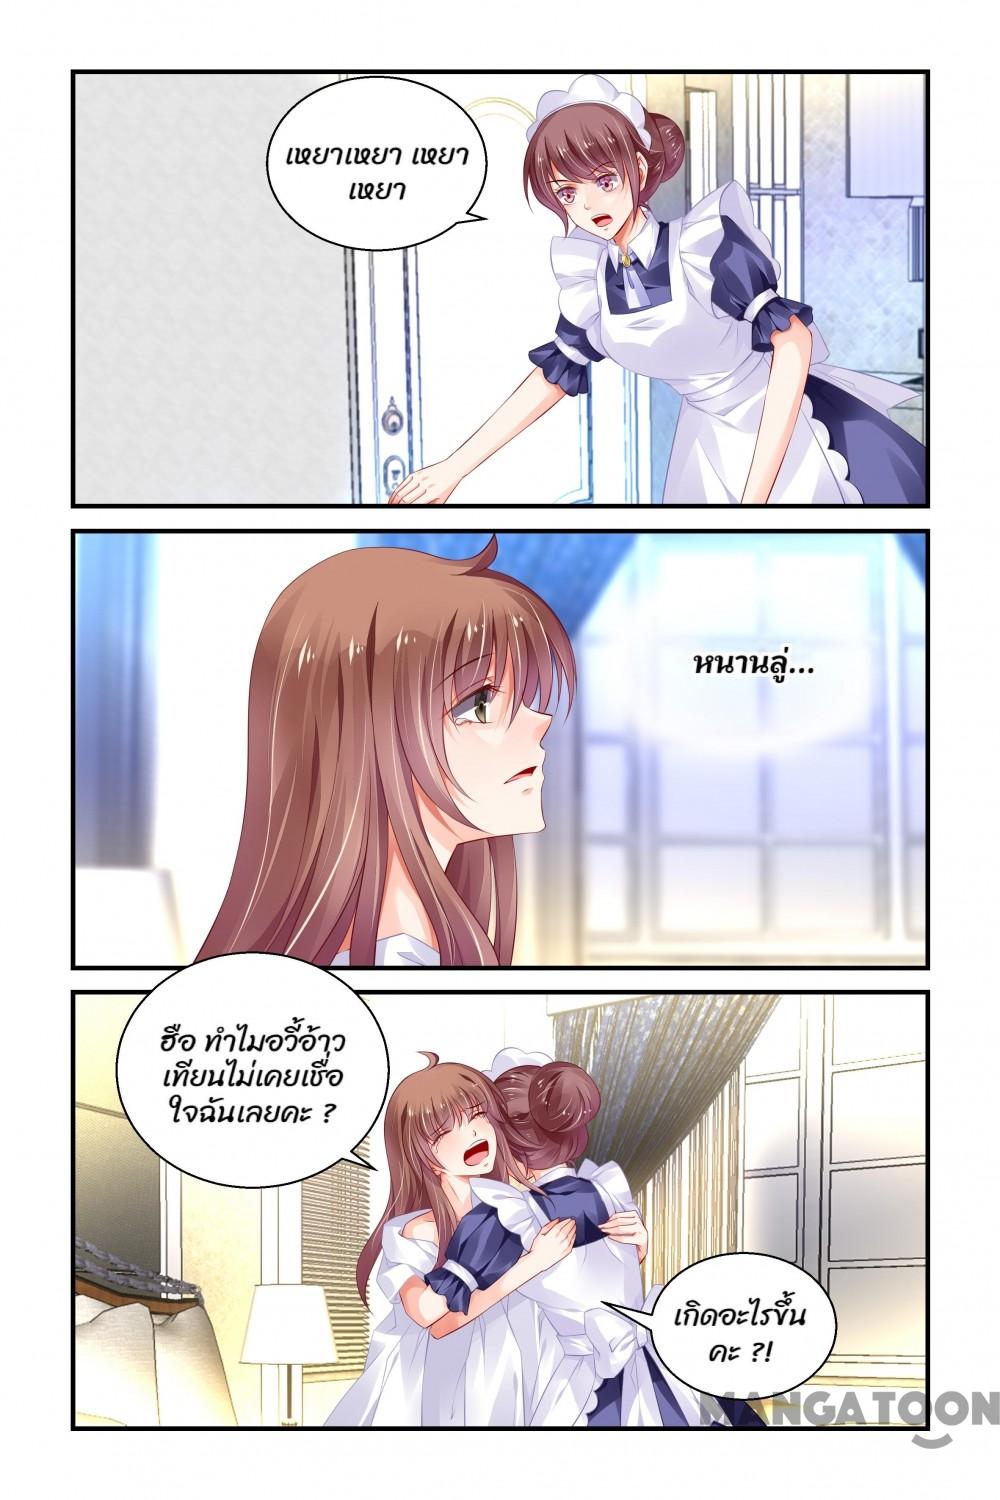 เหยาเหยา เหยา
เหยา
หนานลู่...
ฮือ ทำไมอวี้อ้าว
เทียนไม่เคยเชื่อ
ใจฉันเลยคะ ?
เกิดอะไรขึ้น
คะ ?!
MANGATOON